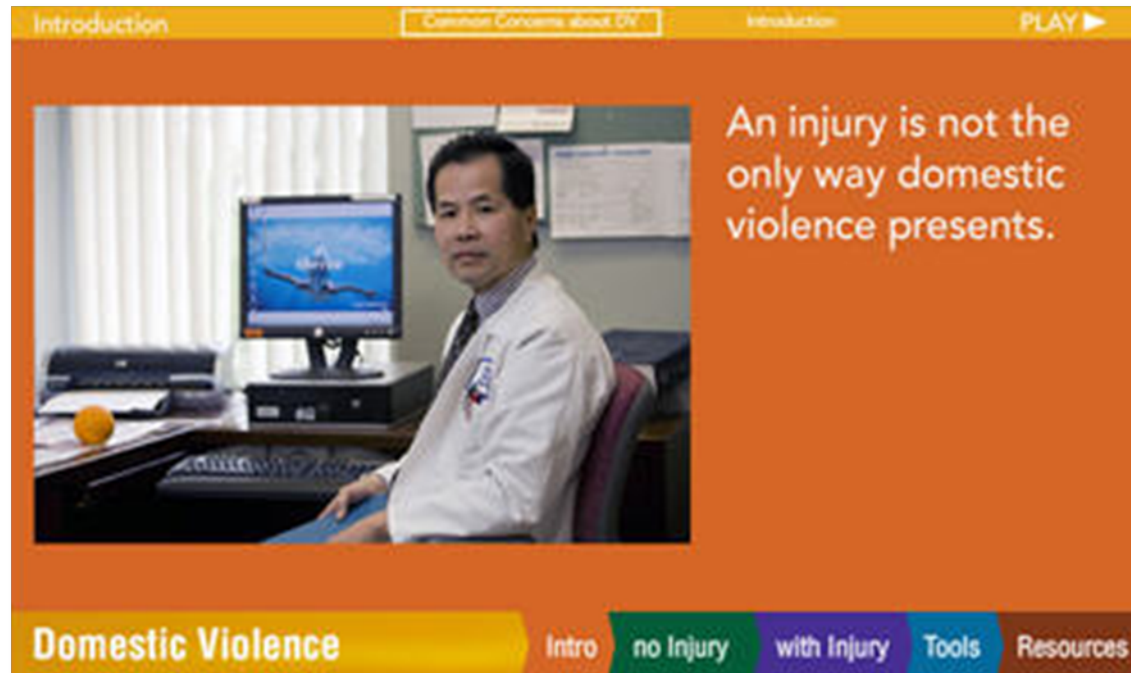 Introduction
Common Concerns about DV
Introduction
PLAY
An injury is not the
only way domestic
violence presents.
Domestic Violence
Intro
no Injury
with Injury
Tools
Resources